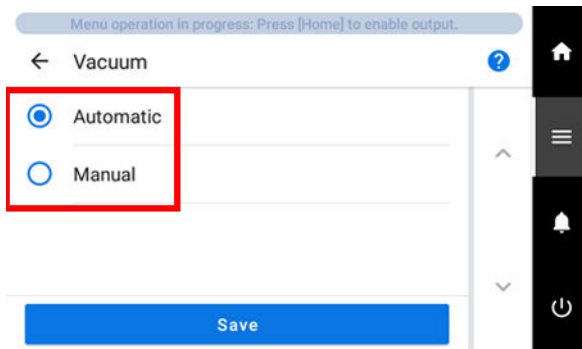 Menu operation in progress: Press [Home] to enable output.
Vacuum
?
Automatic
Manual
Save